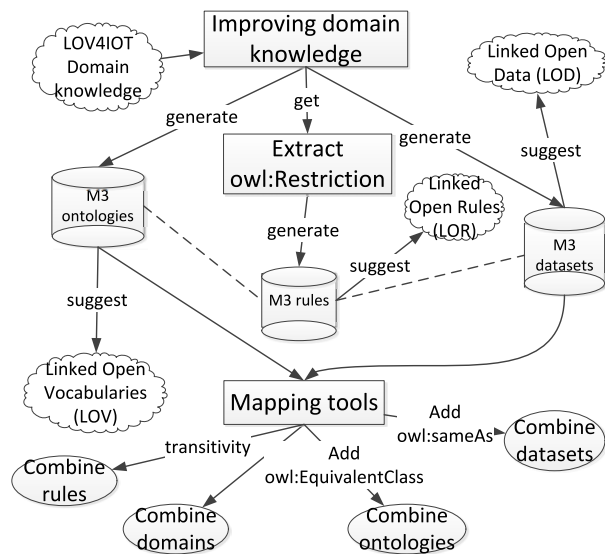 LOV4IOT
Domain
knowledge
Improving domain
knowledge
Linked Open
Data (LOD)
generate
get
generate
suggest
Extract
owl:Restriction
M3
ontologies
Linked
Open Rules
(LOR)
generate
M3
datasets
suggest
M3 rules
suggest
Linked Open
Vocabularies
(LOV)
Mapping tools
Add
owl:sameAs
Combine
datasets
transitivity
Add
owl:EquivalentClass
Combine
rules
Combine
domains
Combine
ontologies